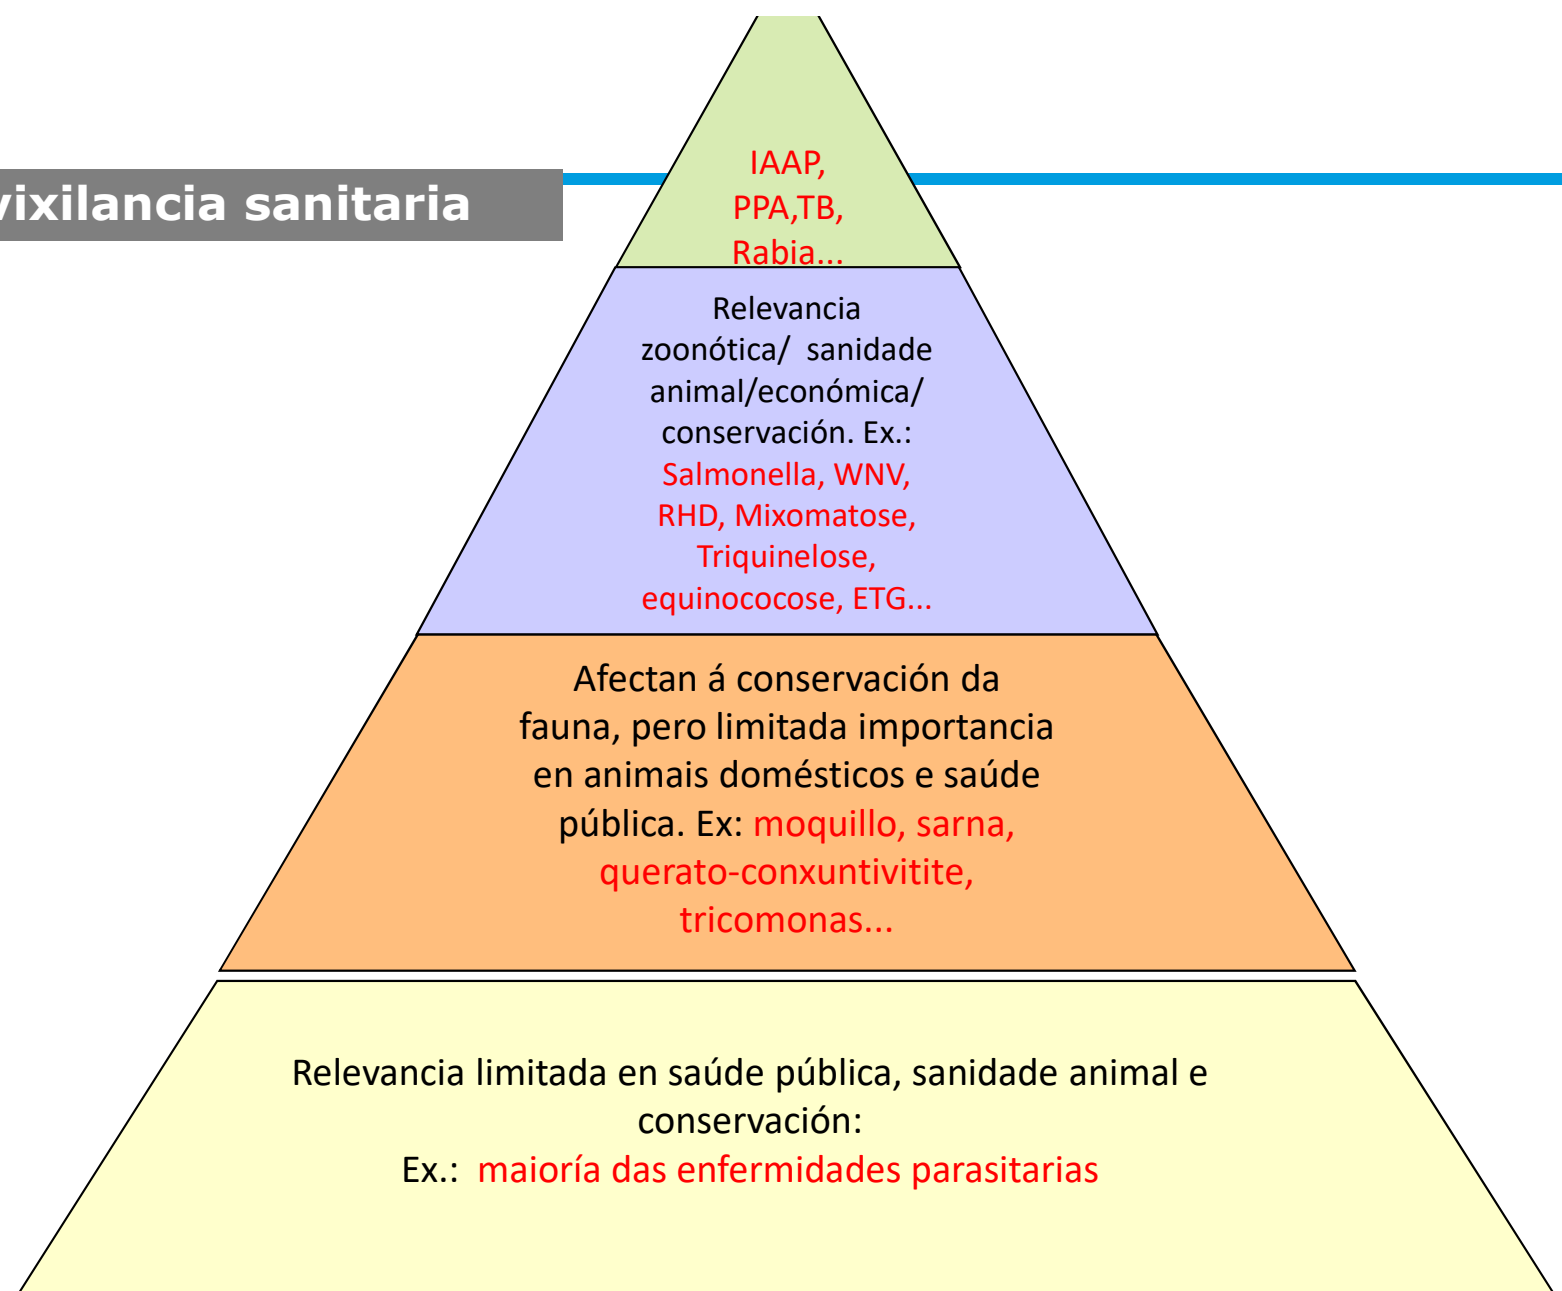 vixilancia sanitaria
IAAP,
PPA,TB,
Rabia...
Relevancia
zoonótica/ sanidade
animal/económica/
conservación. Ex.:
Salmonella, WNV,
RHD, Mixomatose,
Triquinelose,
equinococose, ETG...
Afectan á conservación da
fauna, pero limitada importancia
en animais domésticos e saúde
pública. Ex: moquillo, sarna,
querato-conxuntivitite,
tricomonas...
Relevancia limitada en saúde pública, sanidade animal e
conservación:
Ex.: maioría das enfermidades parasitarias